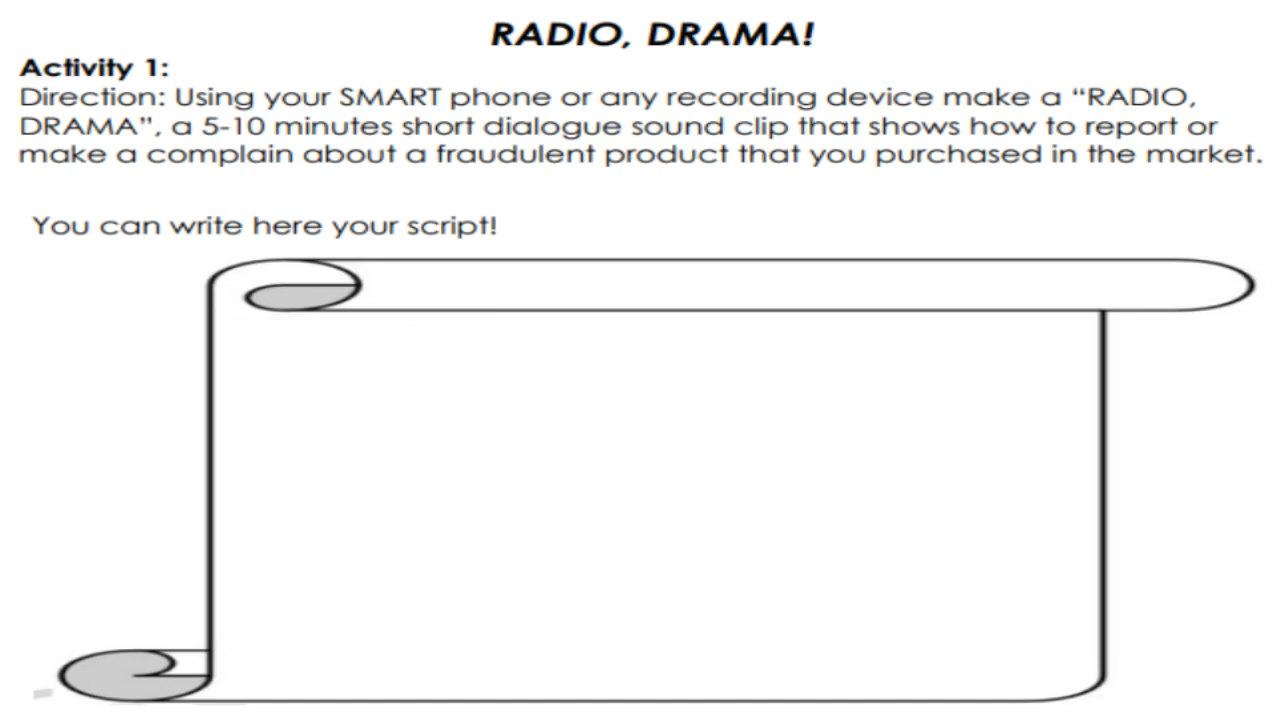 RADIO, DRAMA!
Activity 1:
Direction: Using your SMART phone or any recording device make a “RADIO,
DRAMA”, a 5-10 minutes short dialogue sound clip that shows how to report or
make a complain about a fraudulent product that you purchased in the market.
You can write here your script!